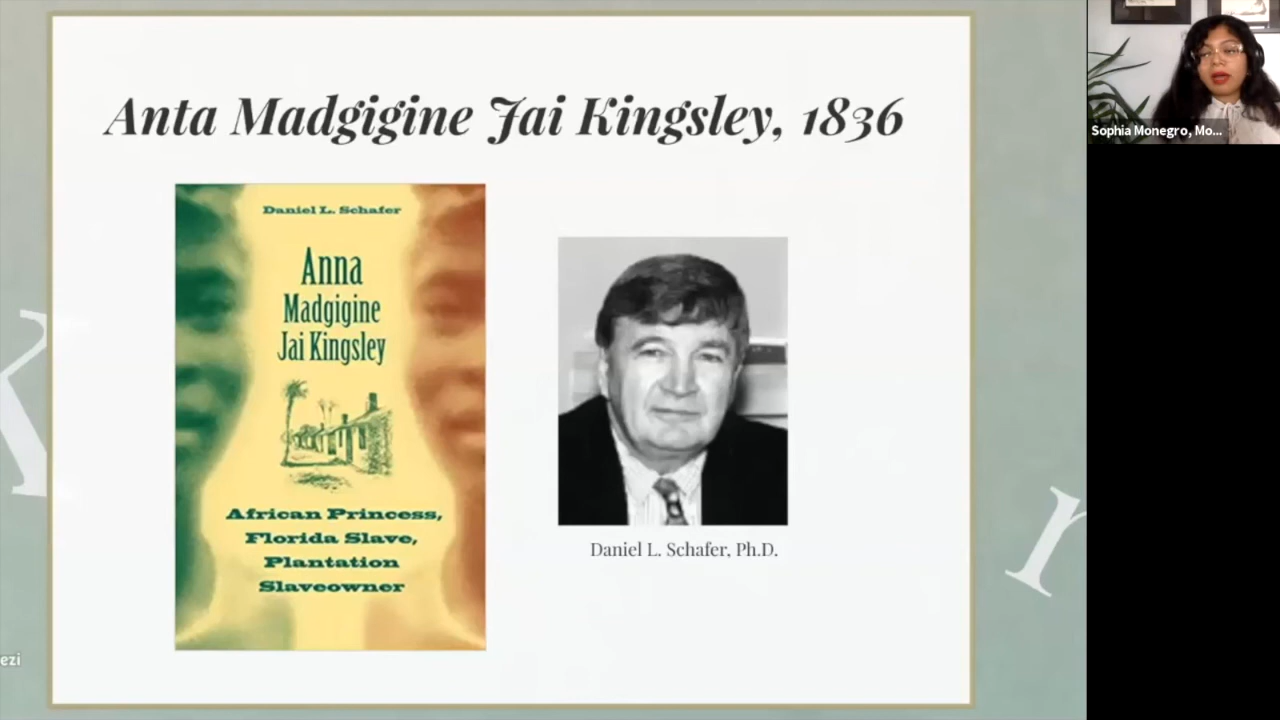 Anta Madgigine Jai Kingsley, 1836
Daniel L. Schafer
Anna
Madgigine
Jai Kingsley
African Princess,
Florida Slave,
Plantation
Slaveowner
Daniel L. Schafer, Ph.D.
Sophia Monegro, Mo...
K
r
ezi